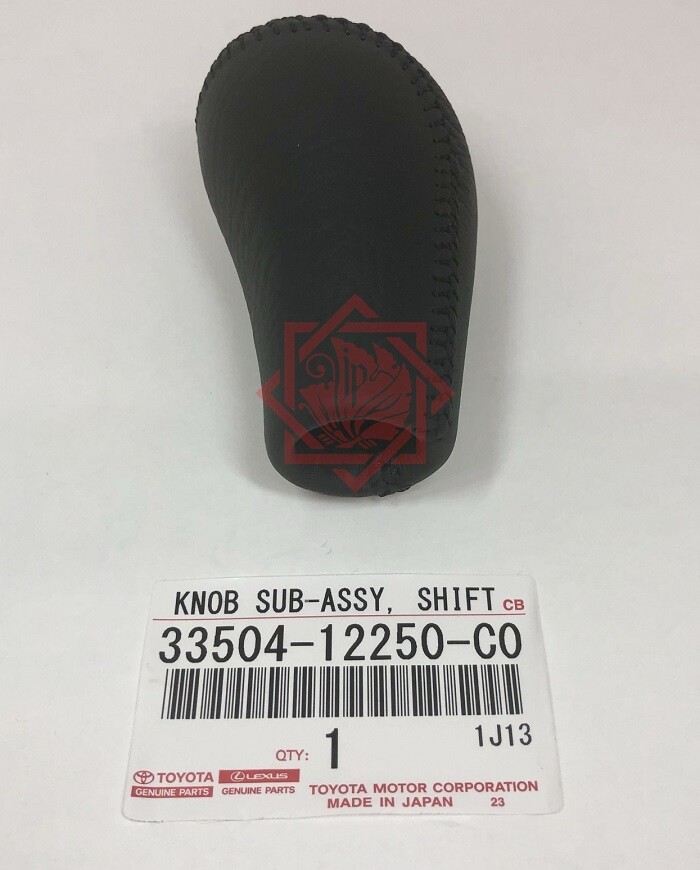 Jip
KNOB SUB-ASSY, SHIFT CB
33504-12250-C0
QTY: 1 1J13
TOYOTA LEXUS
GENUINE PARTS GENUINE PARTS
TOYOTA MOTOR CORPORATION
MADE IN JAPAN 23